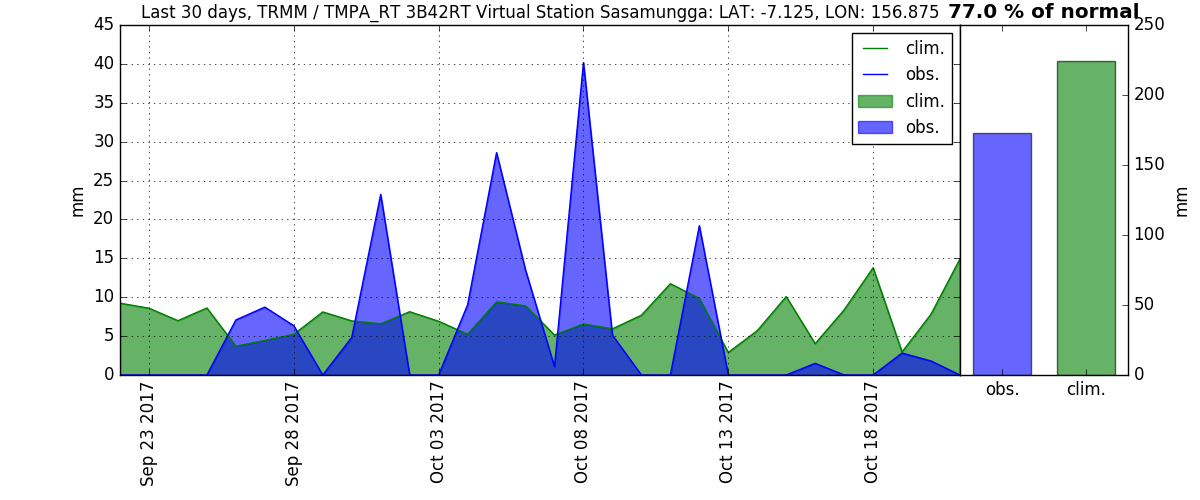 Last 30 days, TRMM / TMPA_RT 3B42RT Virtual Station Sasamungga: LAT: -7.125, LON: 156.875 77.0 % of normal
45
40
35
30
25
20
15
10
5
0
mm
clim.
obs.
clim.
obs.
250
200
150
100
50
0
mm
obs. clim.
Sep 23 2017
Sep 28 2017
Oct 03 2017
Oct 08 2017
Oct 13 2017
Oct 18 2017